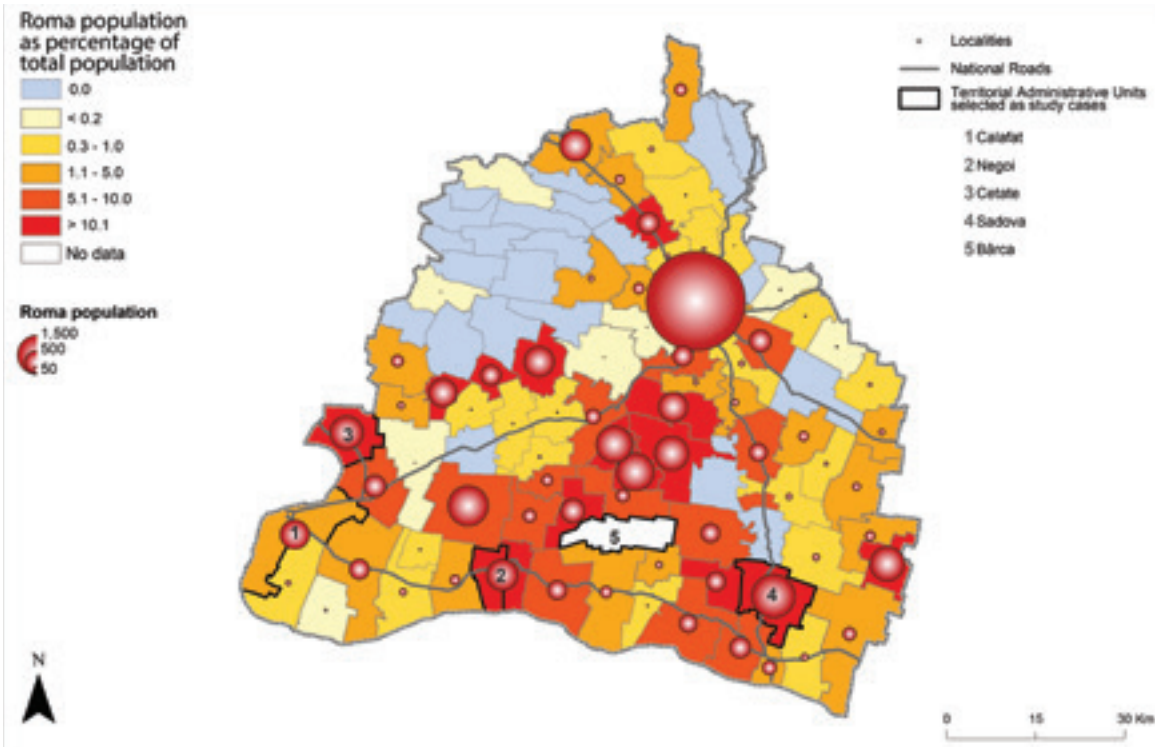 Roma population
as percentage of
total population
0.0
< 0.2
0.3 - 1.0
1.1 - 5.0
5.1 - 10.0
> 10.1
No data
Roma population
1,500
500
50
Localities
National Roads
Territorial Administrative Units
selected as study cases
1 Calafat
2 Negoi
3 Cetate
4 Sadova
5 Bârca
3
1
5
2
4
N
0 15 30 Km